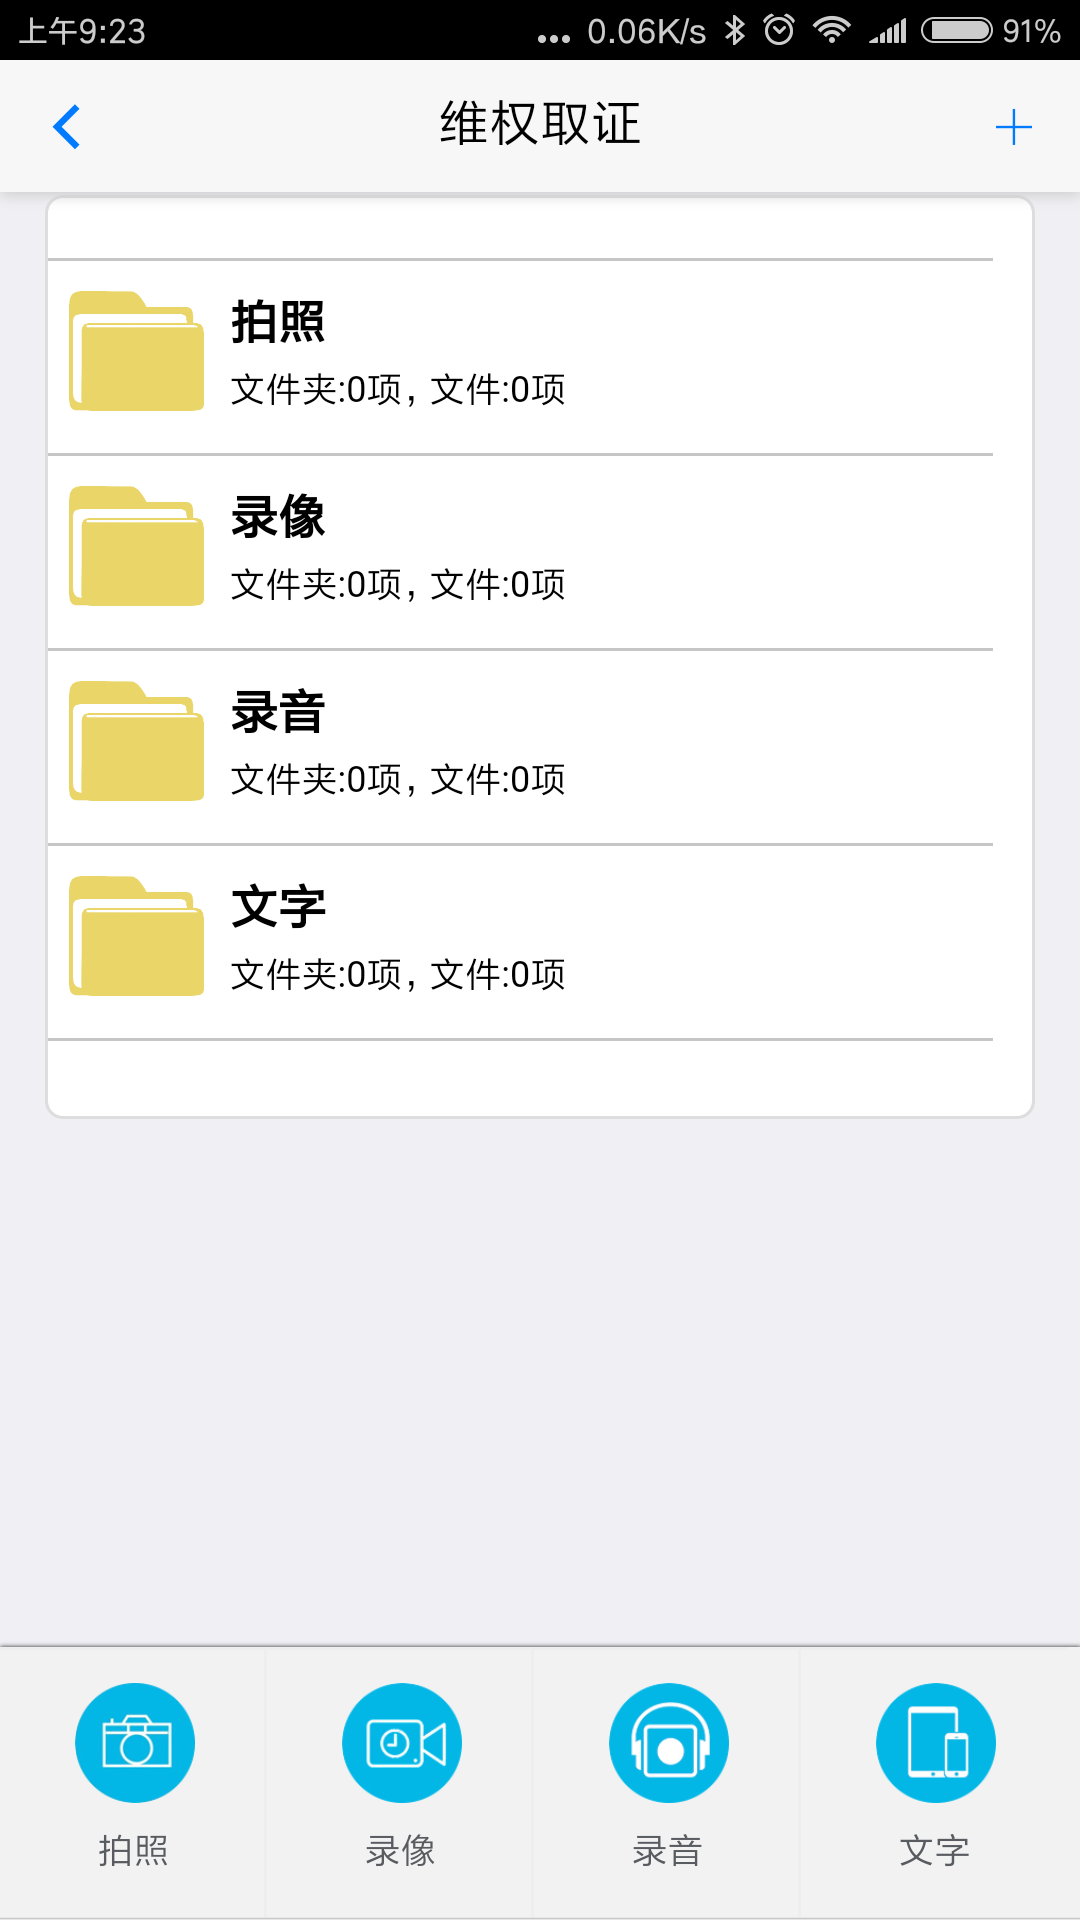 上午9:23 ... 0.06K/s 91%
维权取证
拍照
文件夹:0项, 文件:0项
录像
文件夹:0项, 文件:0项
录音
文件夹:0项, 文件:0项
文字
文件夹:0项, 文件:0项
拍照 录像 录音 文字